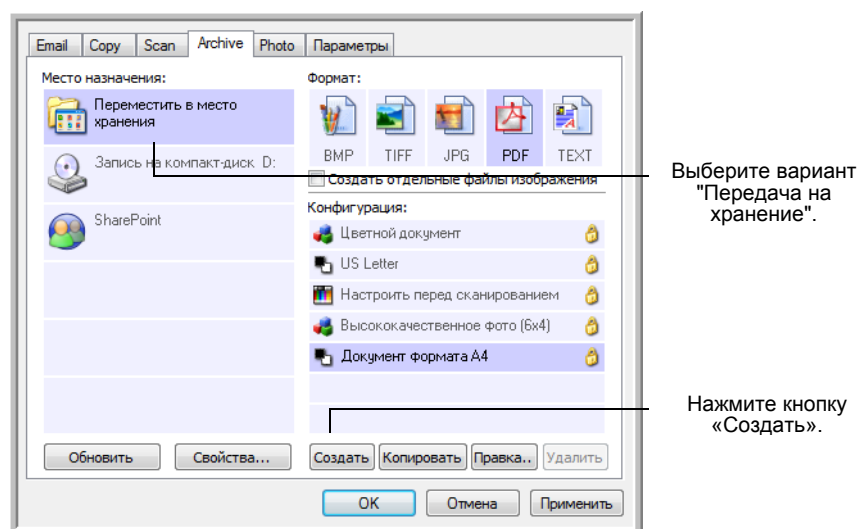 Email Copy Scan Archive Photo Параметры
Место назначения:
Переместить в место
хранения
Запись на компакт-диск D:
SharePoint
Обновить Свойства...
Формат:
BMP TIFF JPG PDF TEXT
Создать отдельные файлы изображения
Конфигурация:
Цветной документ
US Letter
Настроить перед сканированием
Высококачественное фото (6x4)
Документ формата A4
Создать Копировать Правка.. Удалить
OK Отмена Применить
Выберите вариант
"Передача на
хранение".
Нажмите кнопку
«Создать».